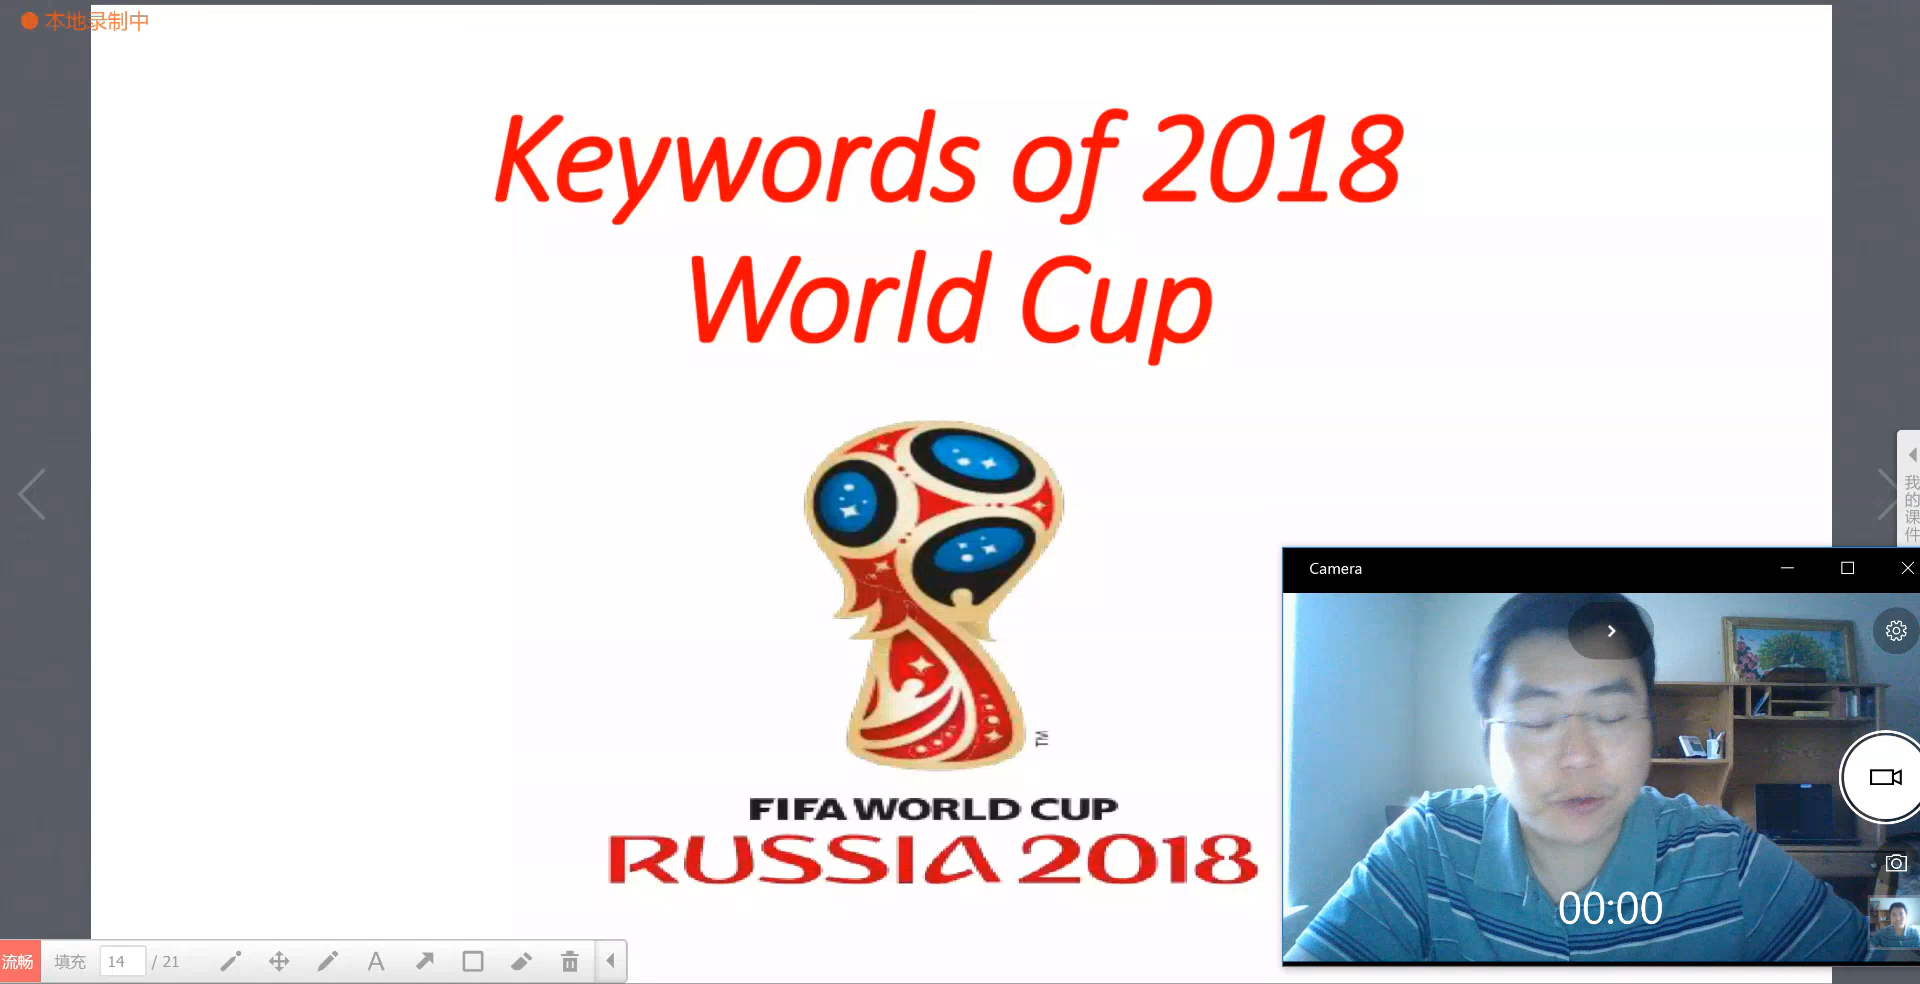 本地录制中
Keywords of 2018
World Cup
TM
FIFA WORLD CUP
RUSSIA 2018
我的课件
Camera
00:00
流畅 填充 14 / 21 A